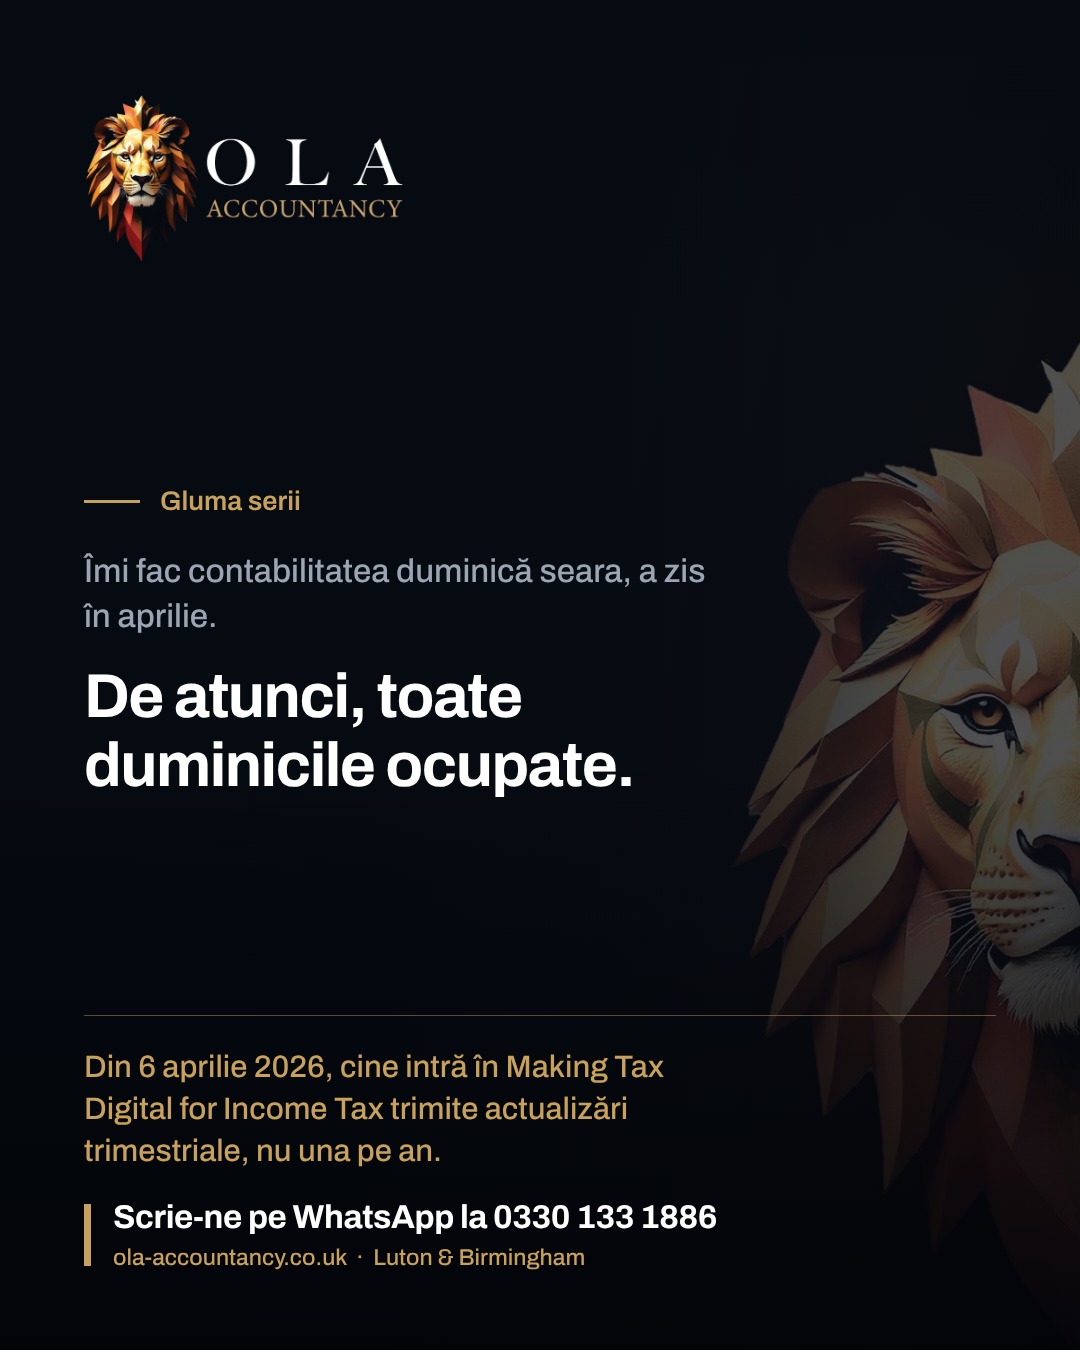 OLA
ACCOUNTANCY
Gluma serii
Îmi fac contabilitatea duminică seara, a zis
în aprilie.
De atunci, toate
duminicile ocupate.
Din 6 aprilie 2026, cine intră în Making Tax
Digital for Income Tax trimite actualizări
trimestriale, nu una pe an.
Scrie-ne pe WhatsApp la 0330 133 1886
ola-accountancy.co.uk · Luton & Birmingham